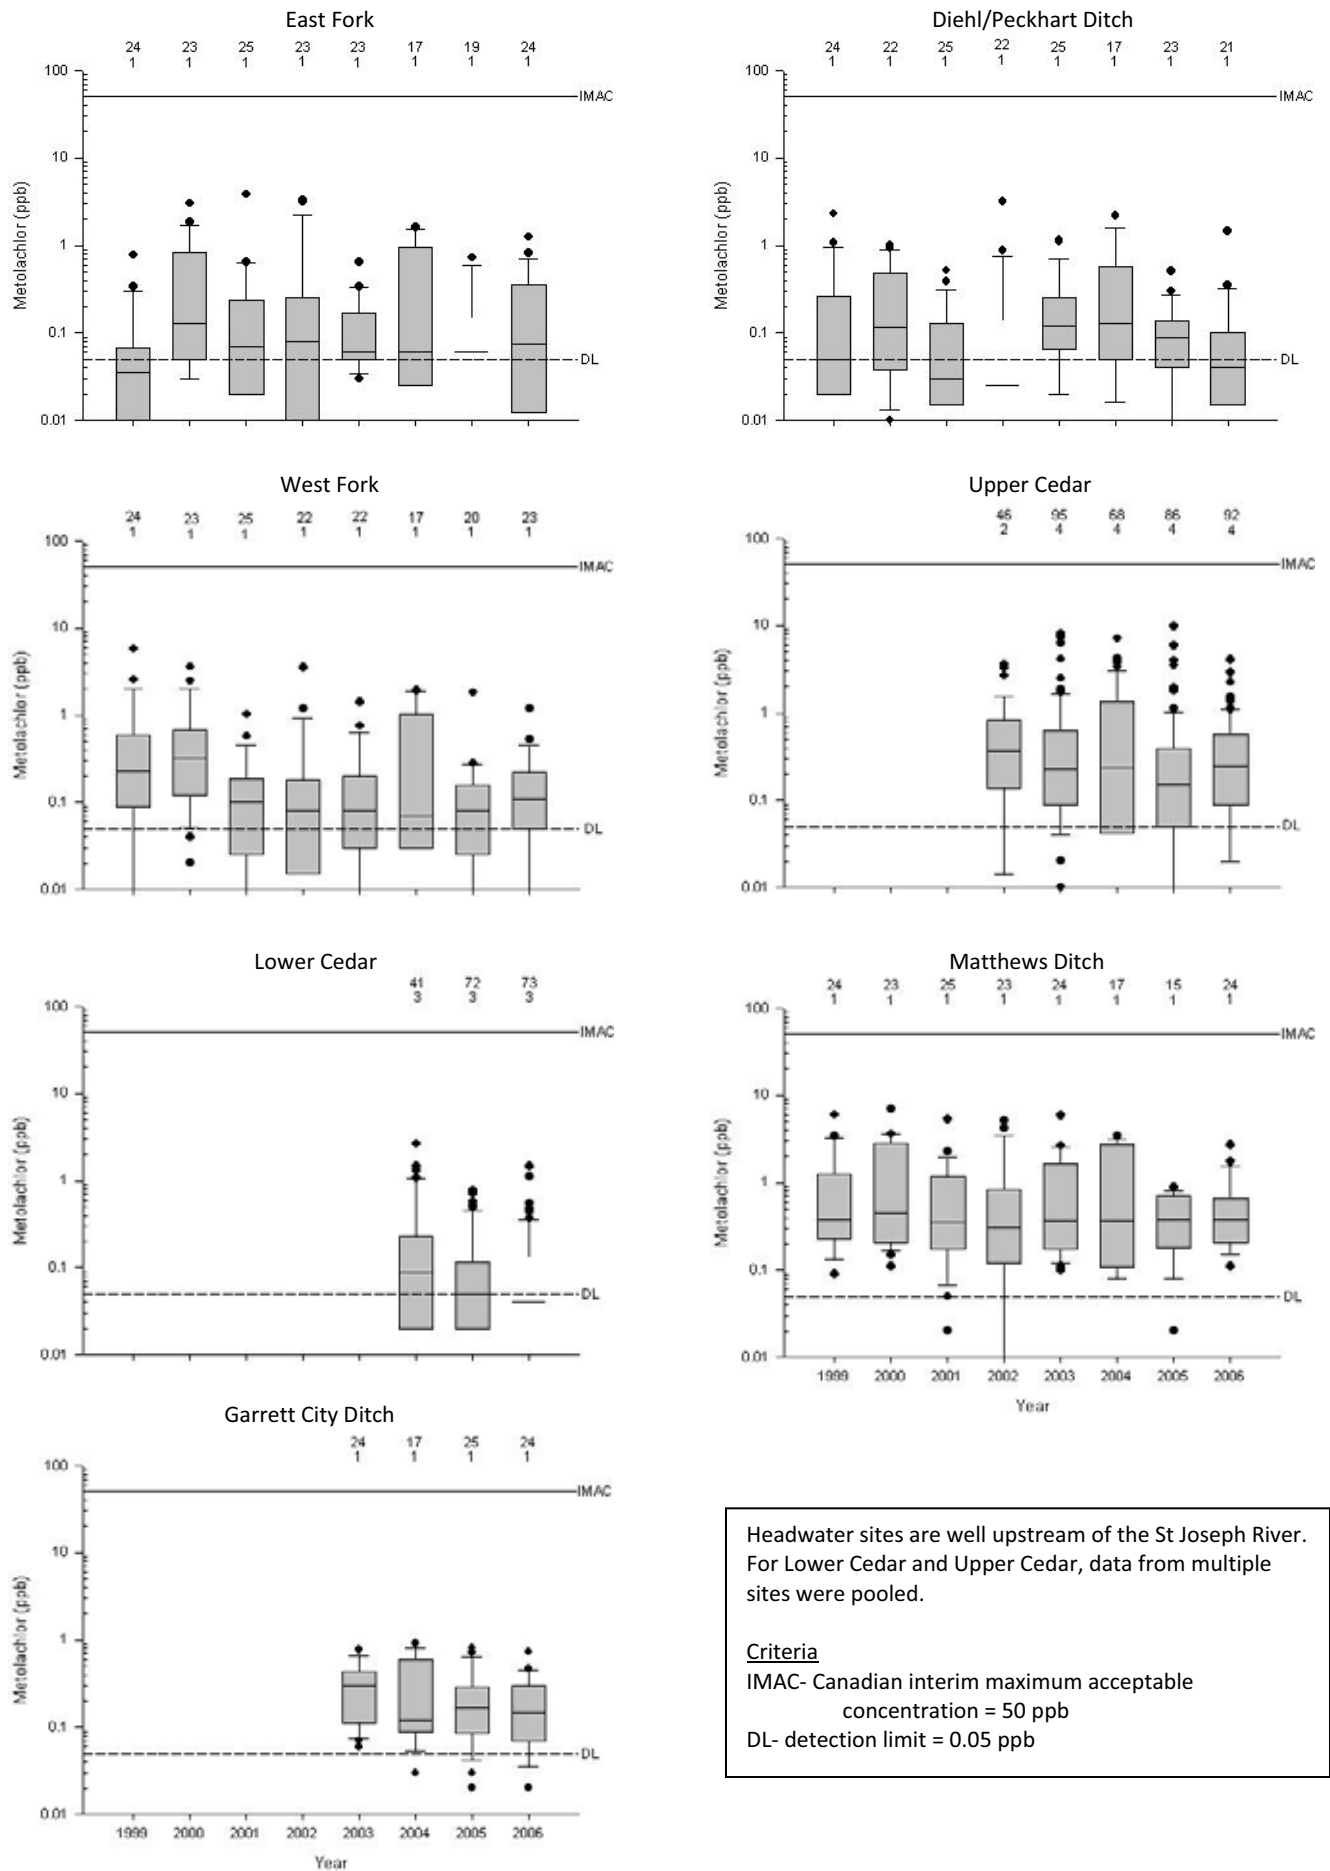 East Fork
24 23 25 23 23 17 19 24
1 1 1 1 1 1 1 1
100
IMAC
10
Metolachlor (ppb)
1
0.1
DL
0.01
Diehl/Peckhart Ditch
24 22 25 22 25 17 23 21
1 1 1 1 1 1 1 1
100
IMAC
10
Metolachlor (ppb)
1
0.1
DL
0.01
West Fork
24 23 25 22 22 17 20 23
1 1 1 1 1 1 1 1
100
IMAC
10
Metolachlor (ppb)
1
0.1
DL
0.01
Upper Cedar
46 95 68 86 92
2 4 4 4 4
100
IMAC
10
Metolachlor (ppb)
1
0.1
DL
0.01
Lower Cedar
41 72 73
3 3 3
100
IMAC
10
Metolachlor (ppb)
1
0.1
DL
0.01
Matthews Ditch
24 23 25 23 24 17 15 24
1 1 1 1 1 1 1 1
100
IMAC
10
Metolachlor (ppb)
1
0.1
DL
0.01
1999 2000 2001 2002 2003 2004 2005 2006
Year
Garrett City Ditch
24 17 25 24
1 1 1 1
100
IMAC
10
Metolachlor (ppb)
1
0.1
DL
0.01
1999 2000 2001 2002 2003 2004 2005 2006
Year
Headwater sites are well upstream of the St Joseph River.
For Lower Cedar and Upper Cedar, data from multiple
sites were pooled.
Criteria
IMAC- Canadian interim maximum acceptable
concentration = 50 ppb
DL- detection limit = 0.05 ppb